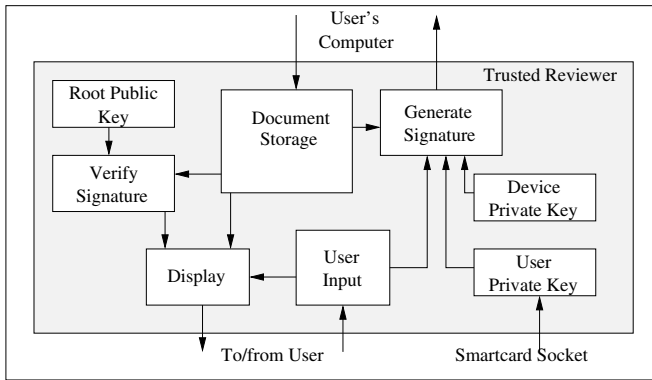 User's
Computer
Trusted Reviewer
Root Public
Key
Document
Storage
Generate
Signature
Verify
Signature
Device
Private Key
Display
User
Input
User
Private Key
To/from User
Smartcard Socket